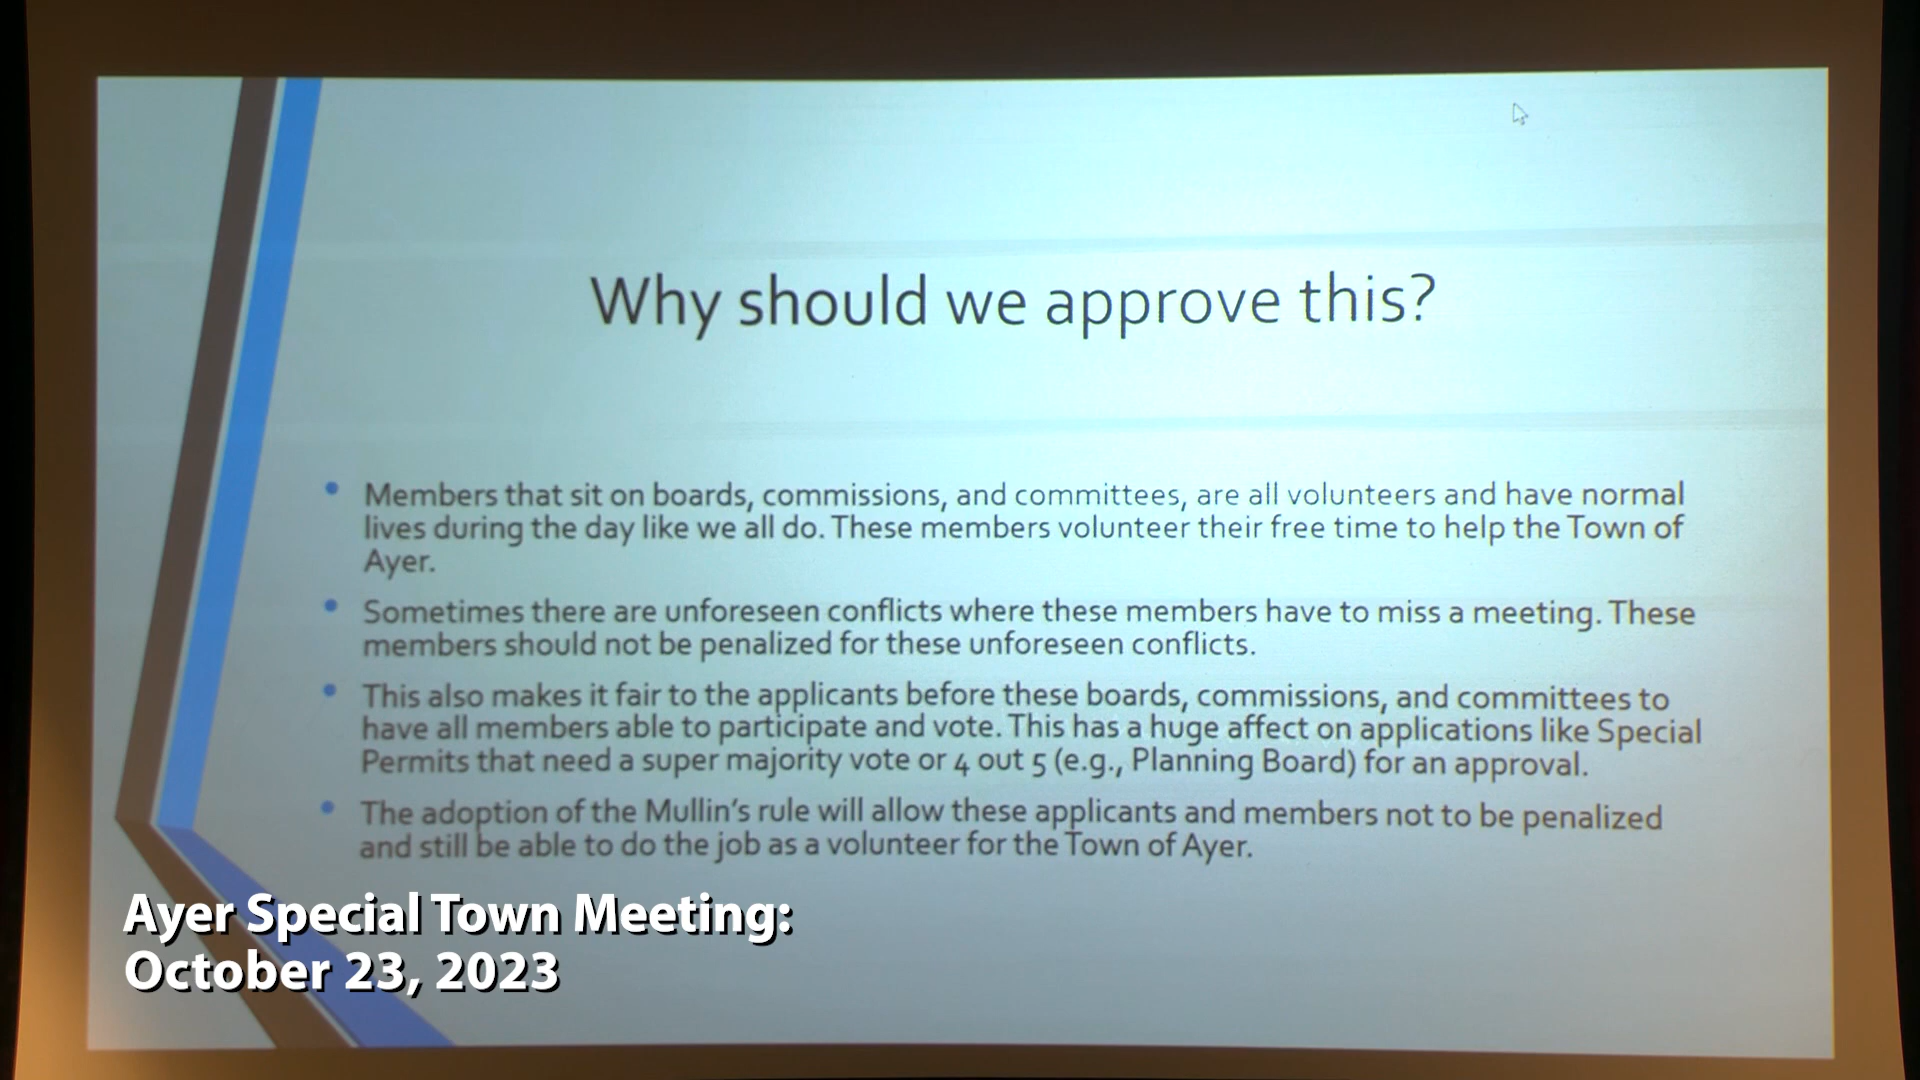 Why should we approve this?
• Members that sit on boards, commissions, and committees, are all volunteers and have normal
lives during the day like we all do. These members volunteer their free time to help the Town of
Ayer.
• Sometimes there are unforeseen conflicts where these members have to miss a meeting. These
members should not be penalized for these unforeseen conflicts.
• This also makes it fair to the applicants before these boards, commissions, and committees to
have all members able to participate and vote. This has a huge affect on applications like Special
Permits that need a super majority vote or 4 out 5 (e.g., Planning Board) for an approval.
• The adoption of the Mullin's rule will allow these applicants and members not to be penalized
and still be able to do the job as a volunteer for the Town of Ayer.
Ayer Special Town Meeting:
October 23, 2023